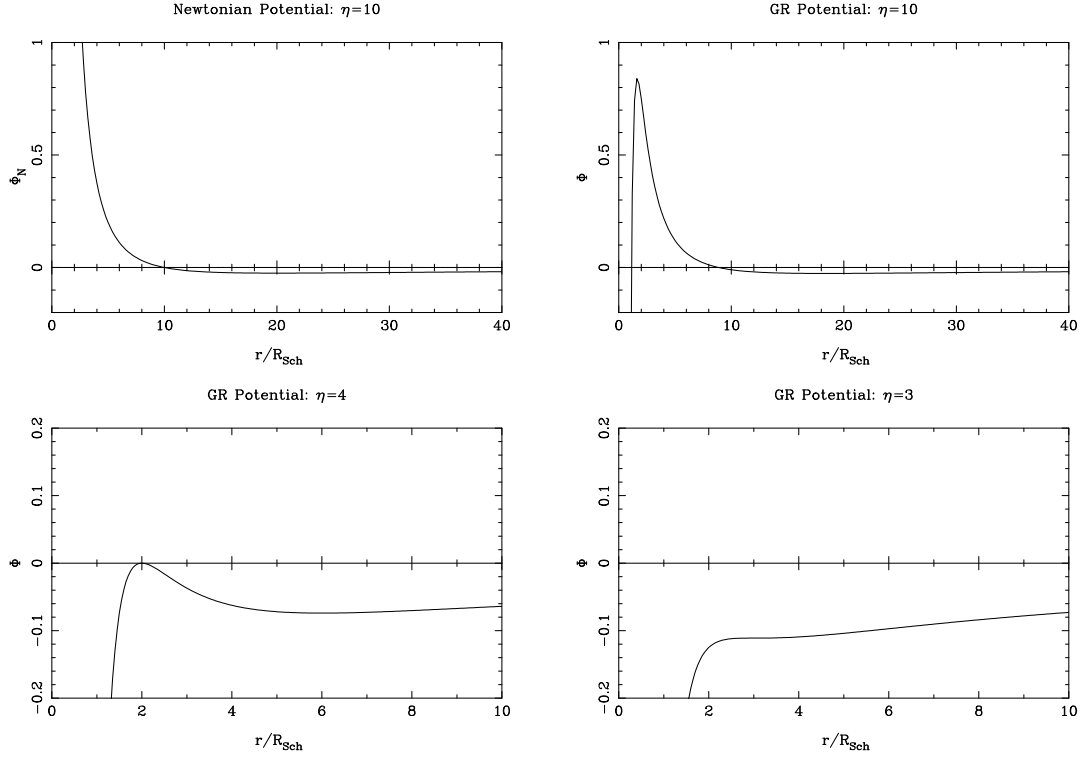 Newtonian Potential: η=10
1
0.5
0
Φ_N
0 10 20 30 40
r/R_Sch
GR Potential: η=10
1
0.5
0
Φ
0 10 20 30 40
r/R_Sch
GR Potential: η=4
0.2
0.1
0
−0.1
−0.2
Φ
0 2 4 6 8 10
r/R_Sch
GR Potential: η=3
0.2
0.1
0
−0.1
−0.2
Φ
0 2 4 6 8 10
r/R_Sch